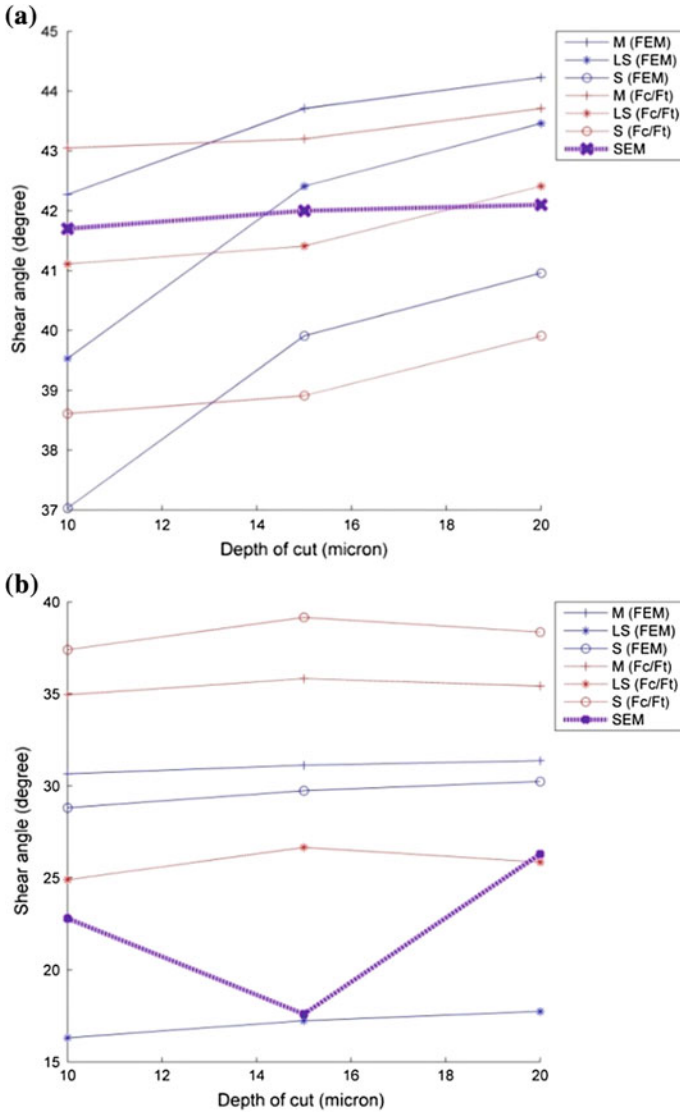 (a)
45
44
43
42
41
40
39
38
37
Shear angle (degree)
10
12
14
16
18
20
Depth of cut (micron)
M (FEM)
LS (FEM)
S (FEM)
M (Fc/Ft)
LS (Fc/Ft)
S (Fc/Ft)
SEM
(b)
40
35
30
25
20
15
Shear angle (degree)
10
12
14
16
18
20
Depth of cut (micron)
M (FEM)
LS (FEM)
S (FEM)
M (Fc/Ft)
LS (Fc/Ft)
S (Fc/Ft)
SEM